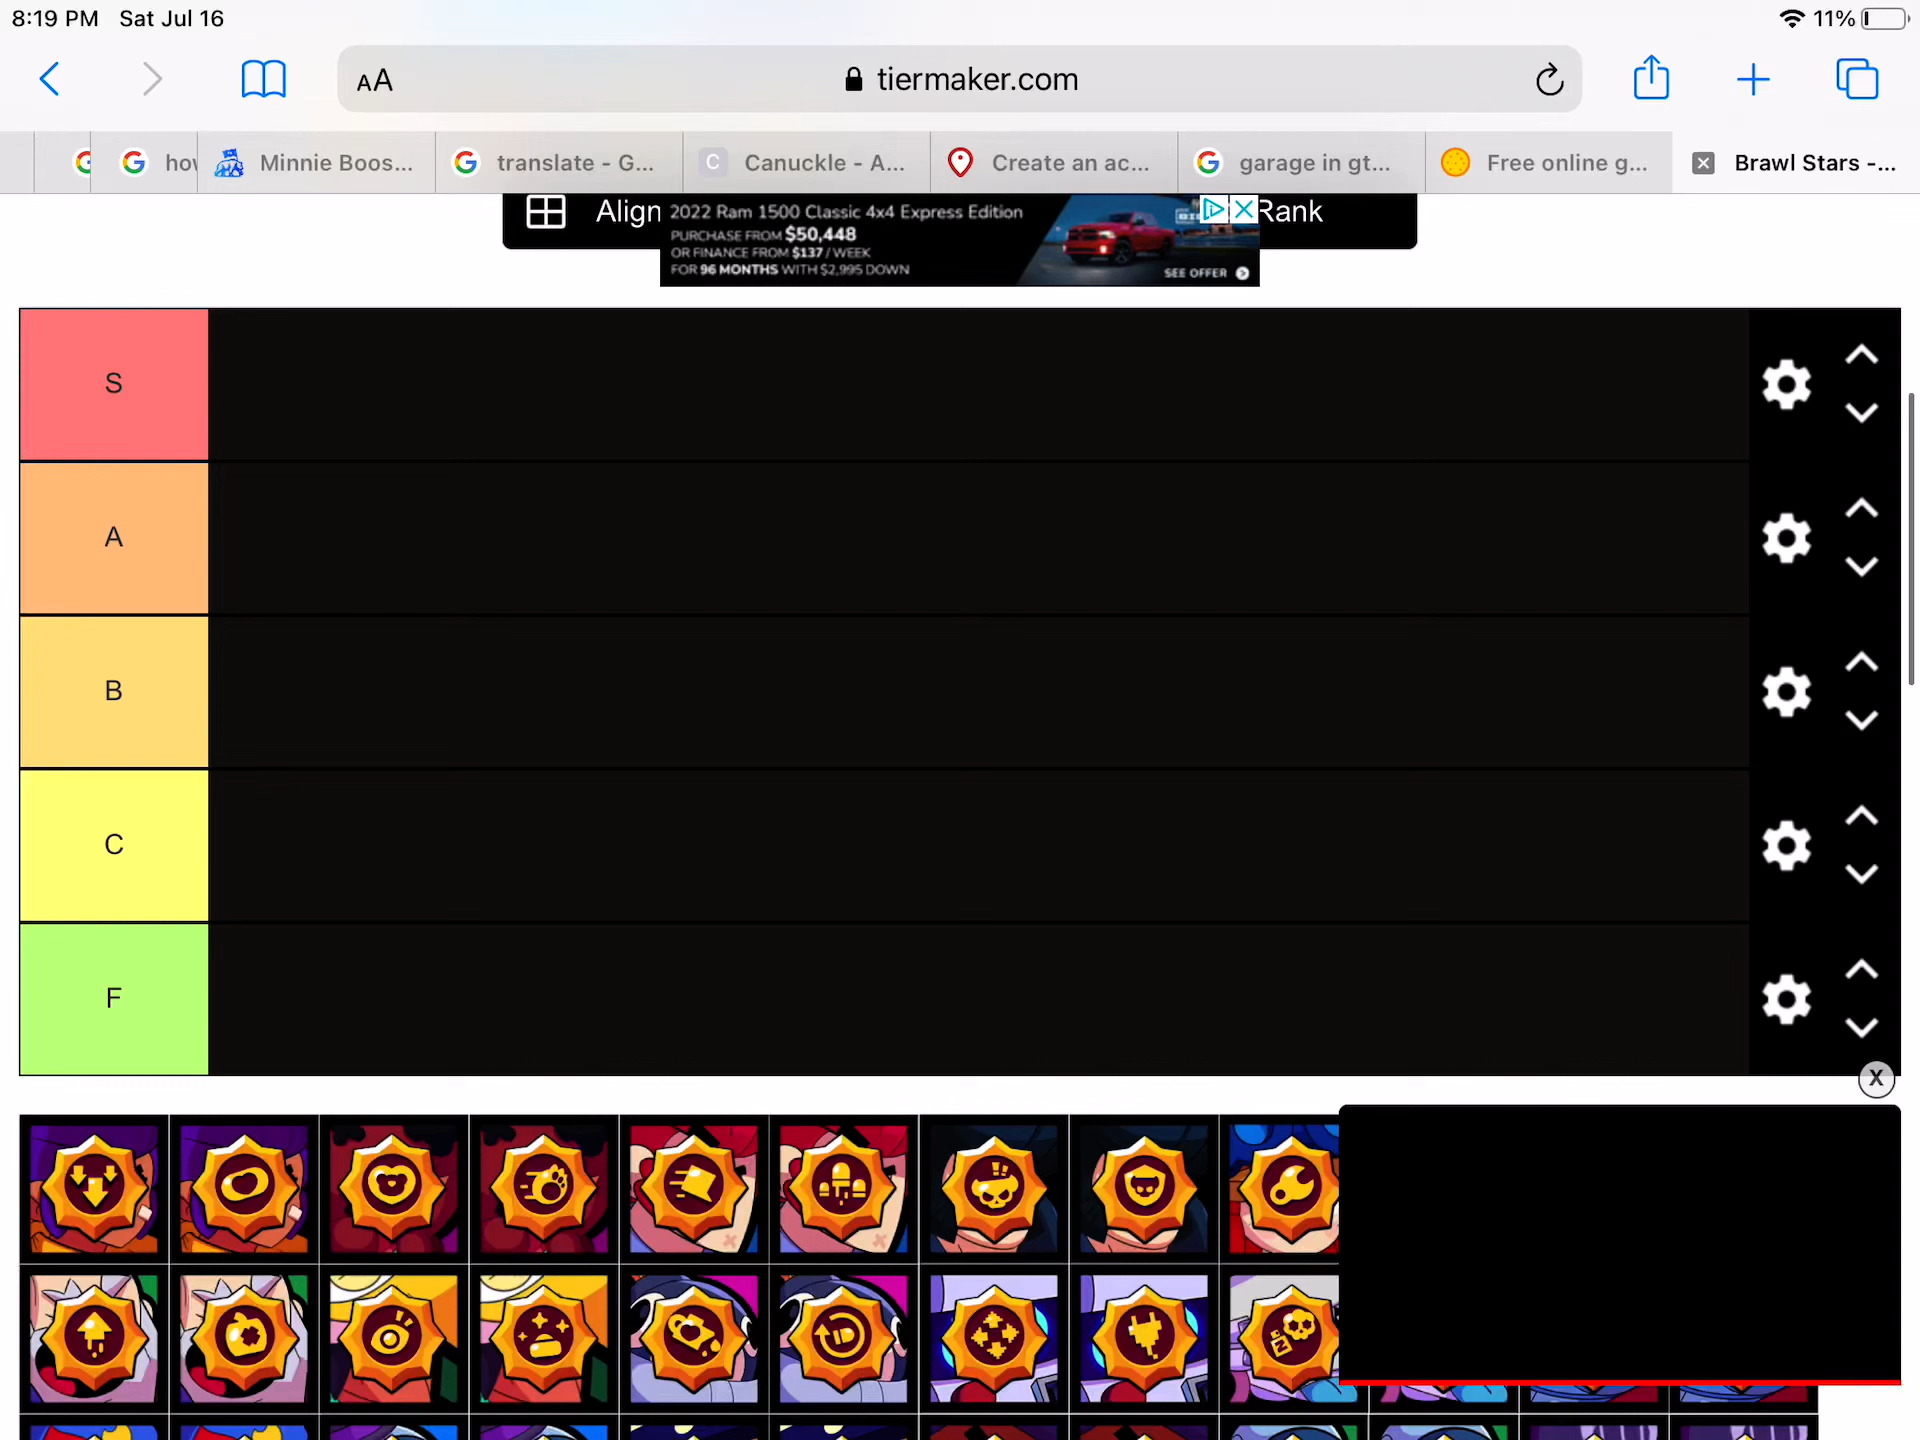 8:19 PM Sat Jul 16 11%
AA tiermaker.com
how Minnie Boos... translate - G... C Canuckle - A... Create an ac... garage in gt... Free online g... Brawl Stars -...
Align Rank
2022 Ram 1500 Classic 4x4 Express Edition
PURCHASE FROM $50,448
OR FINANCE FROM $137 / WEEK
FOR 96 MONTHS WITH $2,995 DOWN
SEE OFFER
S
A
B
C
F
X